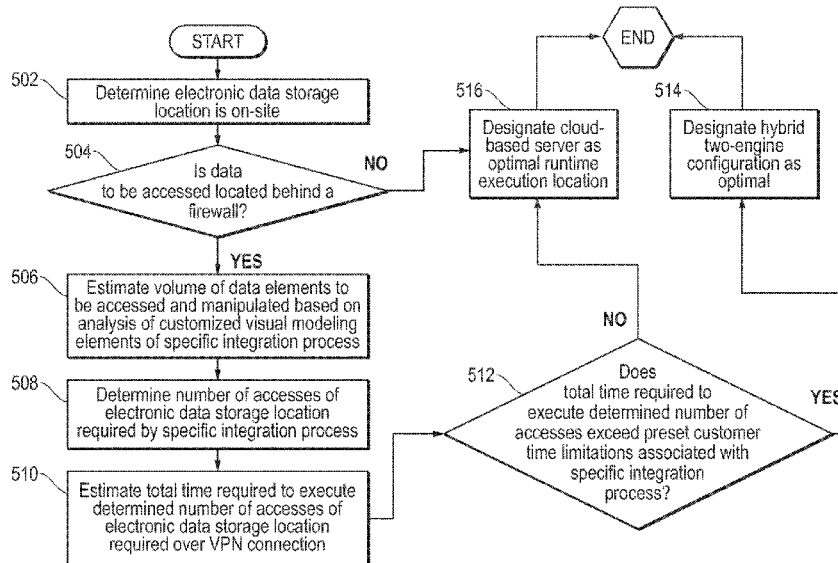 START
502
Determine electronic data storage
location is on-site
504
Is data
to be accessed located behind a
firewall?
NO
YES
506
Estimate volume of data elements to
be accessed and manipulated based on
analysis of customized visual modeling
elements of specific integration process
508
Determine number of accesses of
electronic data storage location
required by specific integration process
510
Estimate total time required to execute
determined number of accesses of
electronic data storage location
required over VPN connection
512
Does
total time required to
execute determined number of
accesses exceed preset customer
time limitations associated with
specific integration
process?
NO
YES
516
Designate cloud-
based server as
optimal runtime
execution location
514
Designate hybrid
two-engine
configuration as
optimal
END